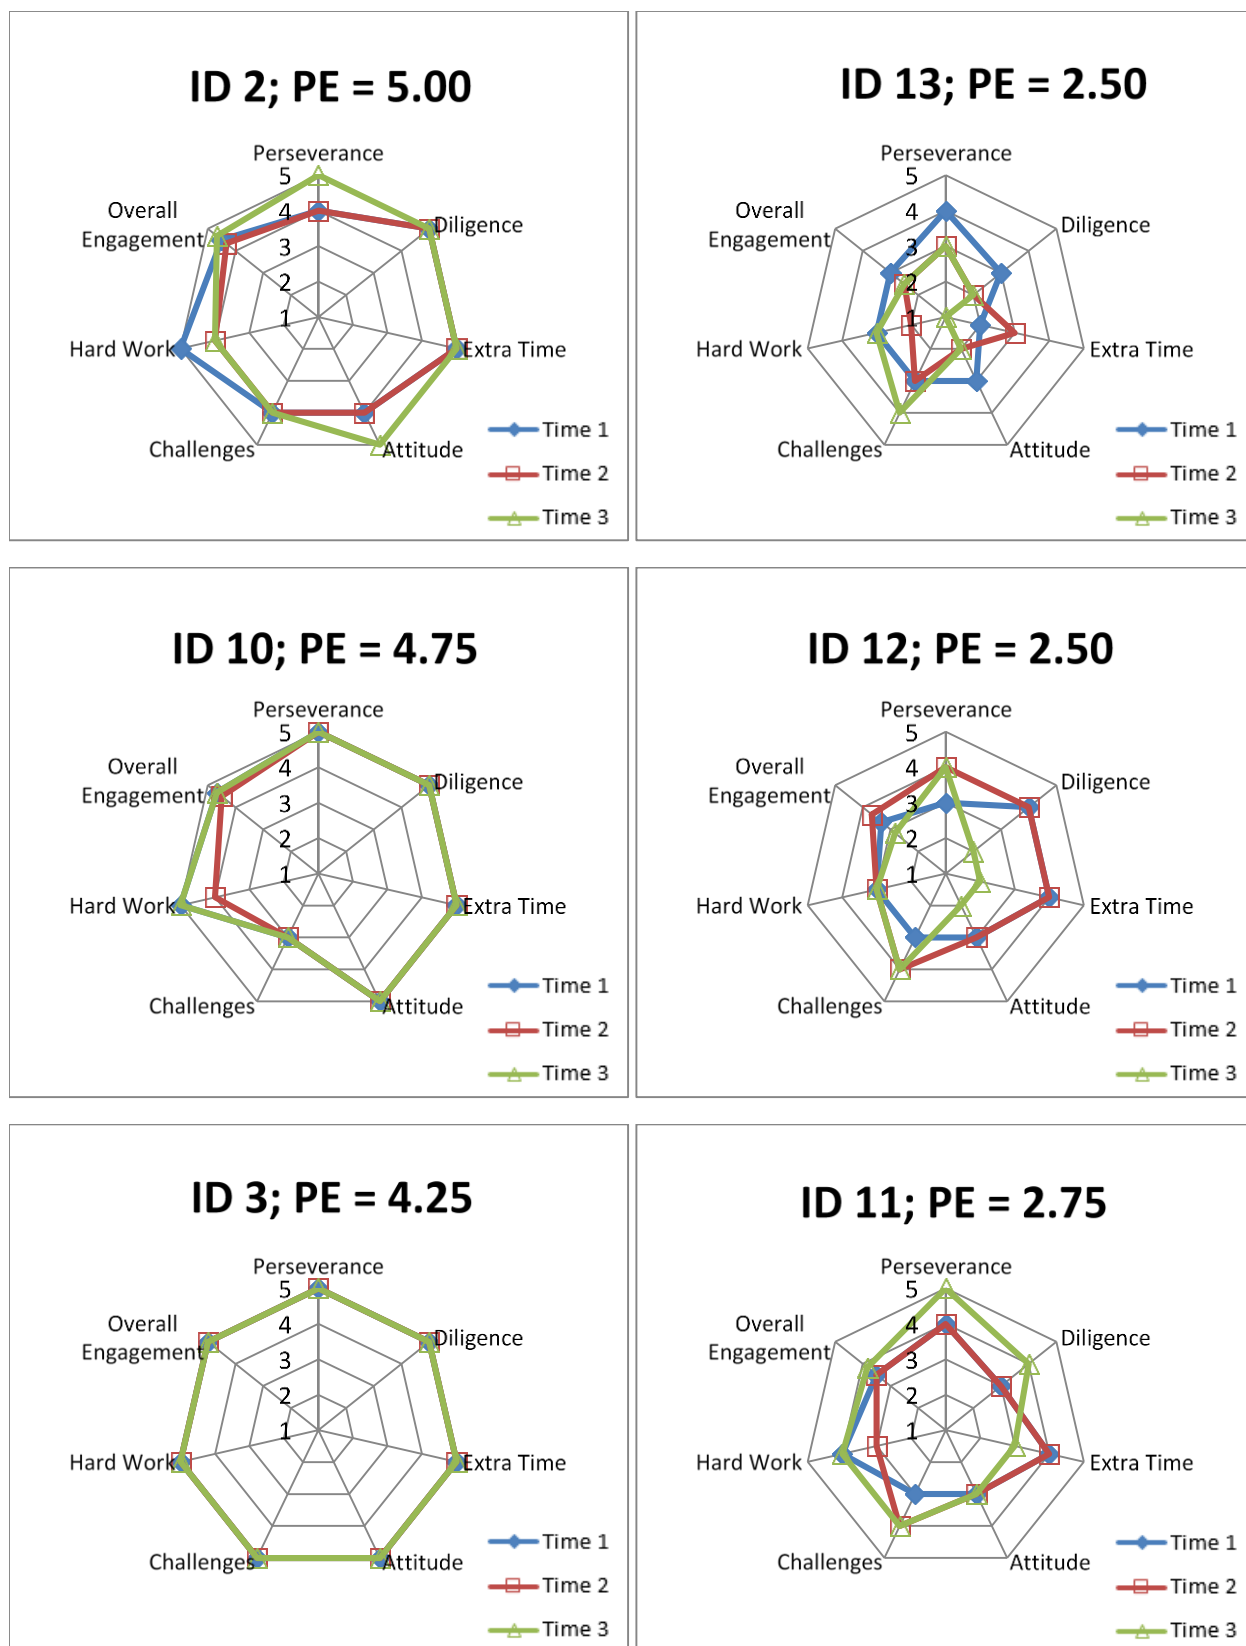 ID 2; PE = 5.00
Perseverance
5
Overall
Engagement
4
Diligence
3
2
1
Hard Work
Extra Time
Challenges
Attitude
Time 1
Time 2
Time 3
ID 13; PE = 2.50
Perseverance
5
Overall
Engagement
4
Diligence
3
2
1
Hard Work
Extra Time
Challenges
Attitude
Time 1
Time 2
Time 3
ID 10; PE = 4.75
Perseverance
5
Overall
Engagement
4
Diligence
3
2
1
Hard Work
Extra Time
Challenges
Attitude
Time 1
Time 2
Time 3
ID 12; PE = 2.50
Perseverance
5
Overall
Engagement
4
Diligence
3
2
1
Hard Work
Extra Time
Challenges
Attitude
Time 1
Time 2
Time 3
ID 3; PE = 4.25
Perseverance
5
Overall
Engagement
4
Diligence
3
2
1
Hard Work
Extra Time
Challenges
Attitude
Time 1
Time 2
Time 3
ID 11; PE = 2.75
Perseverance
5
Overall
Engagement
4
Diligence
3
2
1
Hard Work
Extra Time
Challenges
Attitude
Time 1
Time 2
Time 3